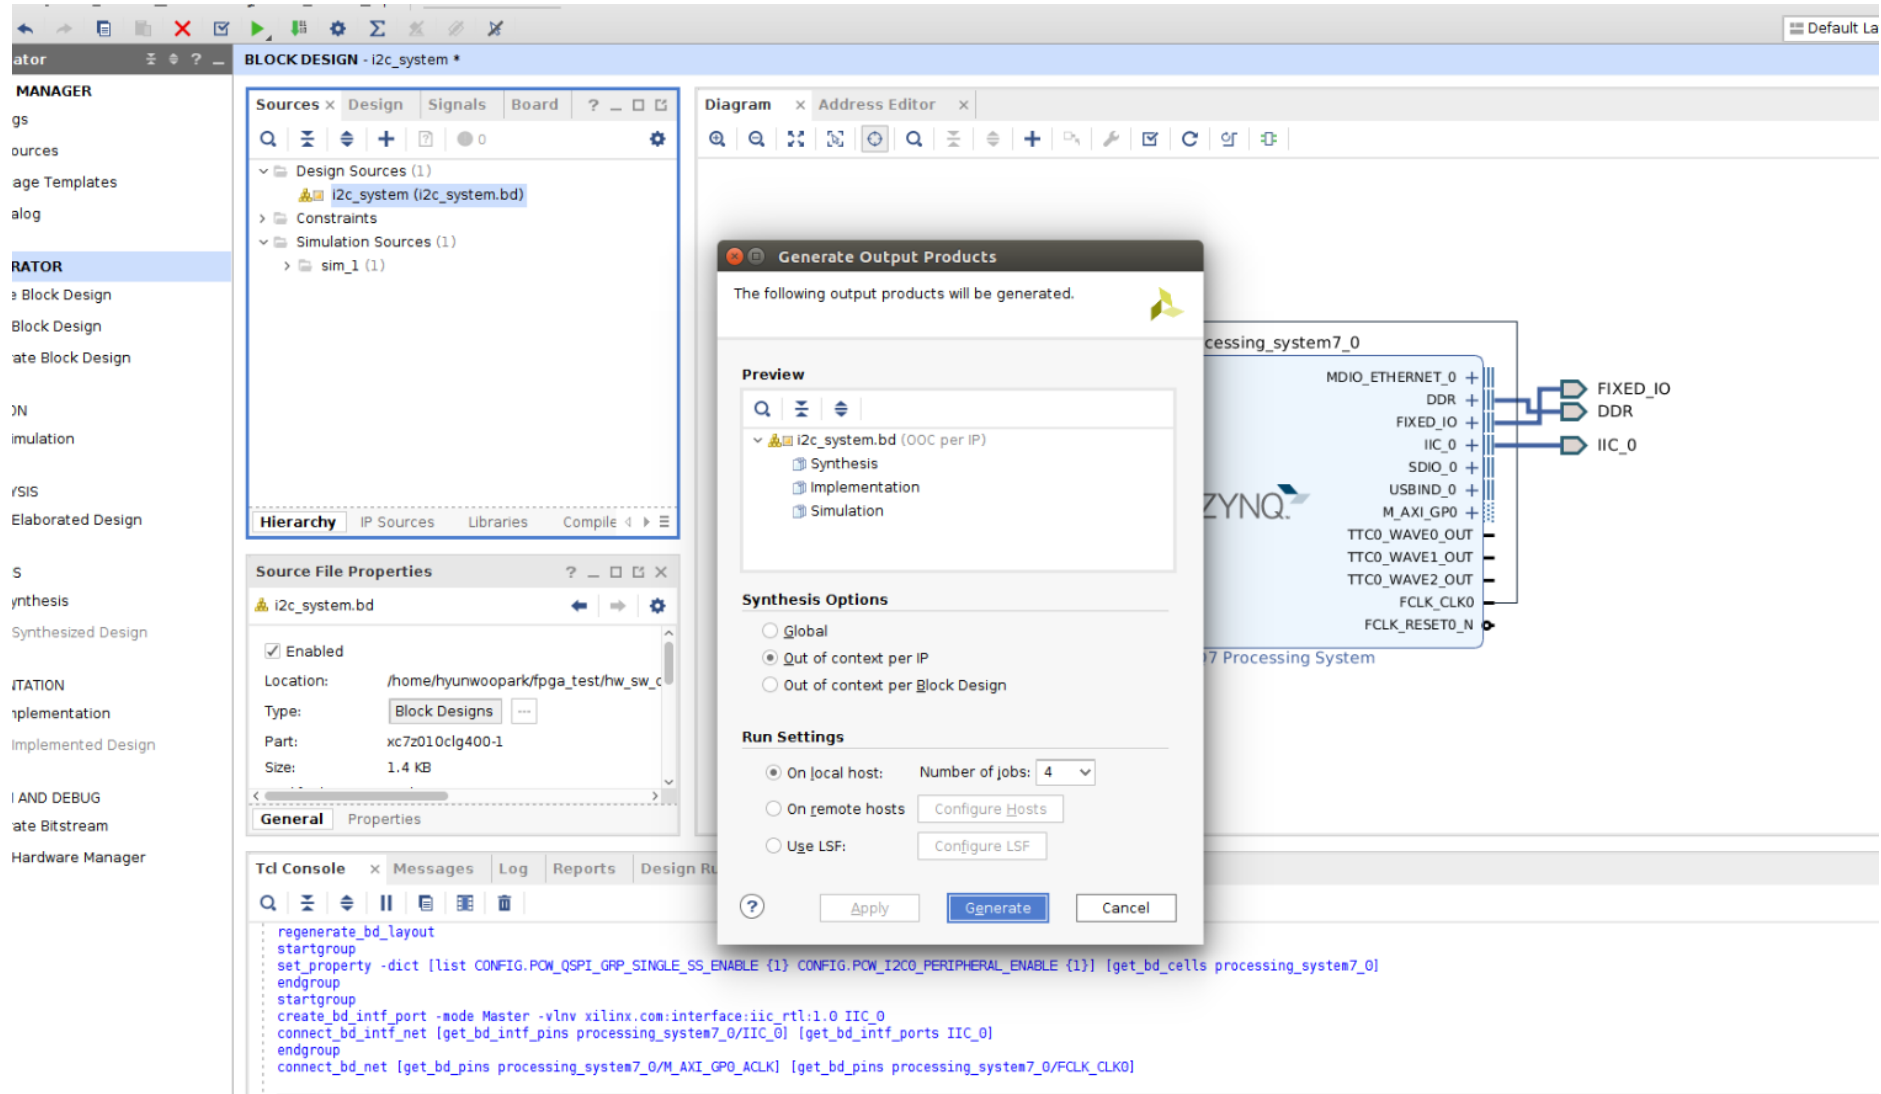 Default La
ator
BLOCK DESIGN - i2c_system *
MANAGER
gs
ources
age Templates
alog
RATOR
e Block Design
Block Design
rate Block Design
ON
imulation
YSIS
Elaborated Design
S
ynthesis
Synthesized Design
ITATION
nplementation
Implemented Design
I AND DEBUG
rate Bitstream
Hardware Manager
Sources
Design
Signals
Board
0
Design Sources (1)
i2c_system (i2c_system.bd)
Constraints
Simulation Sources (1)
sim_1 (1)
Hierarchy
IP Sources
Libraries
Compile
Source File Properties
i2c_system.bd
Enabled
Location: /home/hyunwoopark/fpga_test/hw_sw_c
Type: Block Designs
Part: xc7z010clg400-1
Size: 1.4 KB
General
Properties
Diagram
Address Editor
cessing_system7_0
MDIO_ETHERNET_0
DDR
FIXED_IO
IIC_0
SDIO_0
USBIND_0
M_AXI_GP0
TTC0_WAVE0_OUT
TTC0_WAVE1_OUT
TTC0_WAVE2_OUT
FCLK_CLK0
FCLK_RESET0_N
ZYNQ
7 Processing System
FIXED_IO
DDR
IIC_0
Generate Output Products
The following output products will be generated.
Preview
i2c_system.bd (OOC per IP)
Synthesis
Implementation
Simulation
Synthesis Options
Global
Out of context per IP
Out of context per Block Design
Run Settings
On local host: Number of jobs: 4
On remote hosts Configure Hosts
Use LSF: Configure LSF
Apply
Generate
Cancel
Tcl Console
Messages
Log
Reports
Design Ru
regenerate_bd_layout
startgroup
set_property -dict [list CONFIG.PCW_QSPI_GRP_SINGLE_SS_ENABLE {1} CONFIG.PCW_I2C0_PERIPHERAL_ENABLE {1}] [get_bd_cells processing_system7_0]
endgroup
startgroup
create_bd_intf_port -mode Master -vlnv xilinx.com:interface:iic_rtl:1.0 IIC_0
connect_bd_intf_net [get_bd_intf_pins processing_system7_0/IIC_0] [get_bd_intf_ports IIC_0]
endgroup
connect_bd_net [get_bd_pins processing_system7_0/M_AXI_GP0_ACLK] [get_bd_pins processing_system7_0/FCLK_CLK0]